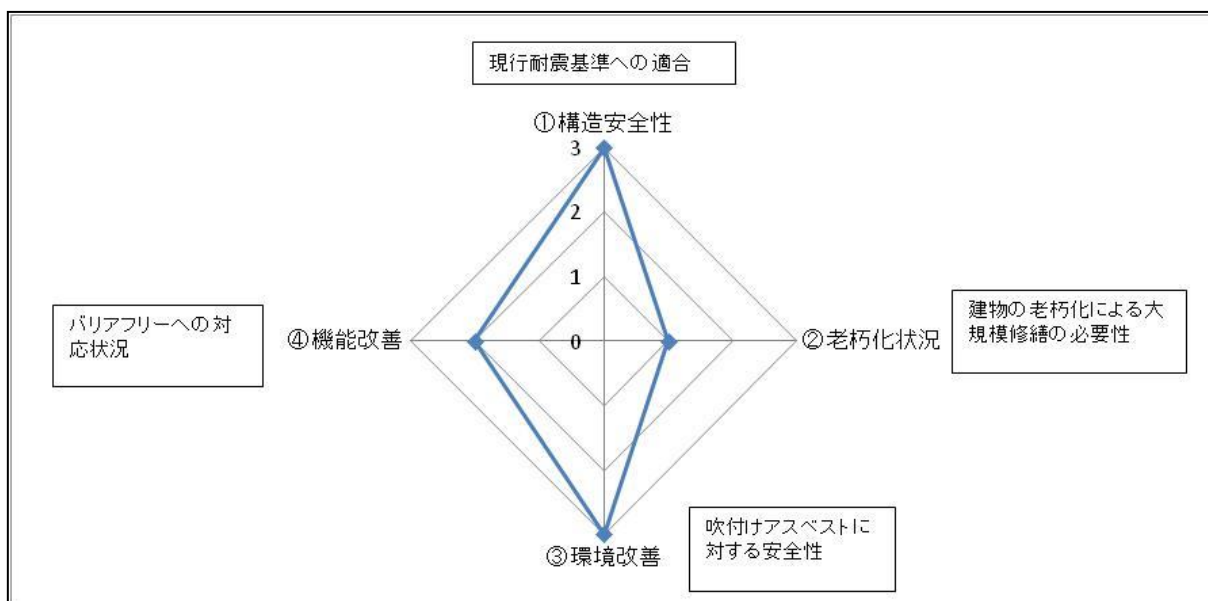 現行耐震基準への適合
①構造安全性
3
2
1
0
バリアフリーへの対
応状況
④機能改善
②老朽化状況
建物の老朽化による大
規模修繕の必要性
③環境改善
吹付けアスベストに
対する安全性